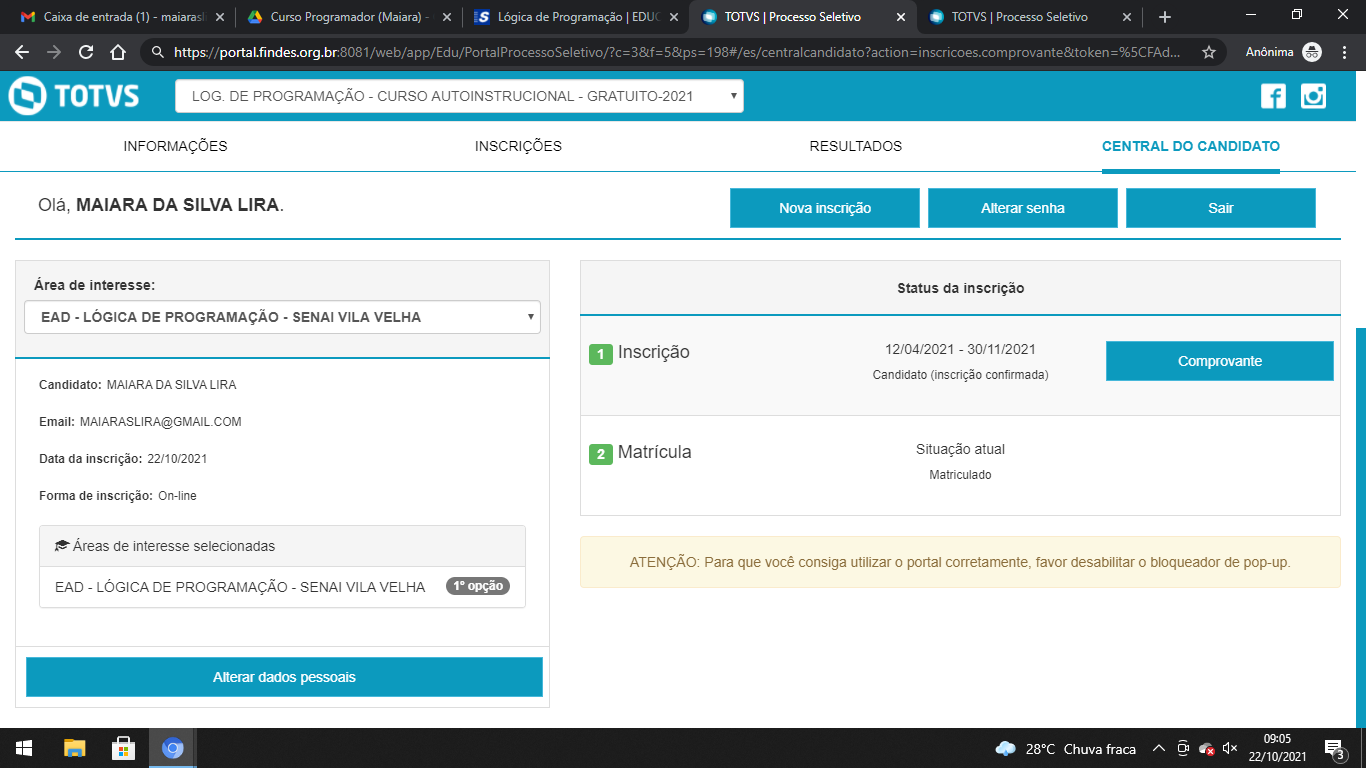 Caixa de entrada (1) - maiarasl
Curso Programador (Maiara) -
Lógica de Programação | EDUC
TOTVS | Processo Seletivo
TOTVS | Processo Seletivo
https://portal.findes.org.br:8081/web/app/Edu/PortalProcessoSeletivo/?c=3&f=5&ps=198#/es/centralcandidato?action=inscricoes.comprovante&token=%5CFAd...
Anônima
TOTVS
LOG. DE PROGRAMAÇÃO - CURSO AUTOINSTRUCIONAL - GRATUITO-2021
INFORMAÇÕES
INSCRIÇÕES
RESULTADOS
CENTRAL DO CANDIDATO
Olá, MAIARA DA SILVA LIRA.
Nova inscrição
Alterar senha
Sair
Área de interesse:
EAD - LÓGICA DE PROGRAMAÇÃO - SENAI VILA VELHA
Candidato: MAIARA DA SILVA LIRA
Email: MAIARASLIRA@GMAIL.COM
Data da inscrição: 22/10/2021
Forma de inscrição: On-line
Áreas de interesse selecionadas
EAD - LÓGICA DE PROGRAMAÇÃO - SENAI VILA VELHA 1º opção
Alterar dados pessoais
Status da inscrição
1 Inscrição
12/04/2021 - 30/11/2021
Candidato (inscrição confirmada)
Comprovante
2 Matrícula
Situação atual
Matriculado
ATENÇÃO: Para que você consiga utilizar o portal corretamente, favor desabilitar o bloqueador de pop-up.
28°C Chuva fraca
09:05
22/10/2021
3